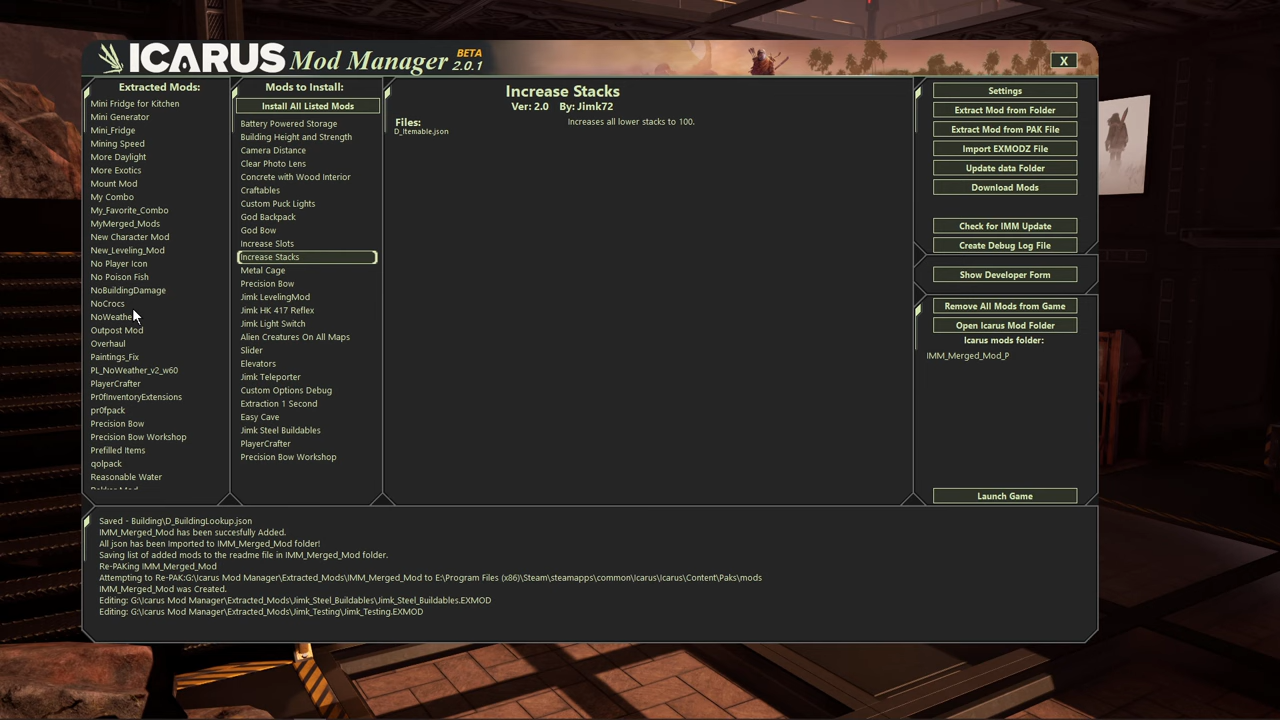 ICARUS Mod Manager BETA 2.0.1
X
Extracted Mods:
Mini Fridge for Kitchen
Mini Generator
Mini_Fridge
Mining Speed
More Daylight
More Exotics
Mount Mod
My Combo
My_Favorite_Combo
MyMerged_Mods
New Character Mod
New_Leveling_Mod
No Player Icon
No Poison Fish
NoBuildingDamage
NoCrocs
Outpost Mod
Overhaul
Paintings_Fix
PL_NoWeather_v2_w60
PlayerCrafter
Pr0fInventoryExtensions
pr0fpack
Precision Bow
Precision Bow Workshop
Prefilled Items
qolpack
Reasonable Water
Mods to Install:
Install All Listed Mods
Battery Powered Storage
Building Height and Strength
Camera Distance
Clear Photo Lens
Concrete with Wood Interior
Craftables
Custom Puck Lights
God Backpack
God Bow
Increase Slots
Increase Stacks
Metal Cage
Precision Bow
Jimk LevelingMod
Jimk HK 417 Reflex
Jimk Light Switch
Alien Creatures On All Maps
Slider
Elevators
Jimk Teleporter
Custom Options Debug
Extraction 1 Second
Easy Cave
Jimk Steel Buildables
PlayerCrafter
Precision Bow Workshop
Increase Stacks
Ver: 2.0 By: Jimk72
Files:
D_Itemable.json
Increases all lower stacks to 100.
Settings
Extract Mod from Folder
Extract Mod from PAK File
Import EXMODZ File
Update data Folder
Download Mods
Check for IMM Update
Create Debug Log File
Show Developer Form
Remove All Mods from Game
Open Icarus Mod Folder
Icarus mods folder:
IMM_Merged_Mod_P
Launch Game
Saved - Building\D_BuildingLookup.json
IMM_Merged_Mod has been succesfully Added.
All json has been Imported to IMM_Merged_Mod folder!
Saving list of added mods to the readme file in IMM_Merged_Mod folder.
Re-PAKing IMM_Merged_Mod
Attempting to Re-PAK:G:\Icarus Mod Manager\Extracted_Mods\IMM_Merged_Mod to E:\Program Files (x86)\Steam\steamapps\common\Icarus\Icarus\Content\Paks\mods
IMM_Merged_Mod was Created.
Editing: G:\Icarus Mod Manager\Extracted_Mods\Jimk_Steel_Buildables\Jimk_Steel_Buildables.EXMOD
Editing: G:\Icarus Mod Manager\Extracted_Mods\Jimk_Testing\Jimk_Testing.EXMOD